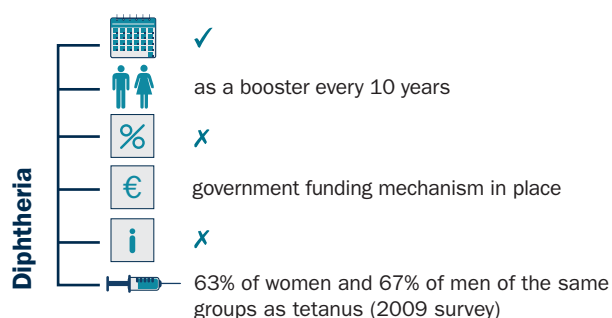 ✓
as a booster every 10 years
%
✗
€
government funding mechanism in place
i
✗
Diphtheria
63% of women and 67% of men of the same
groups as tetanus (2009 survey)